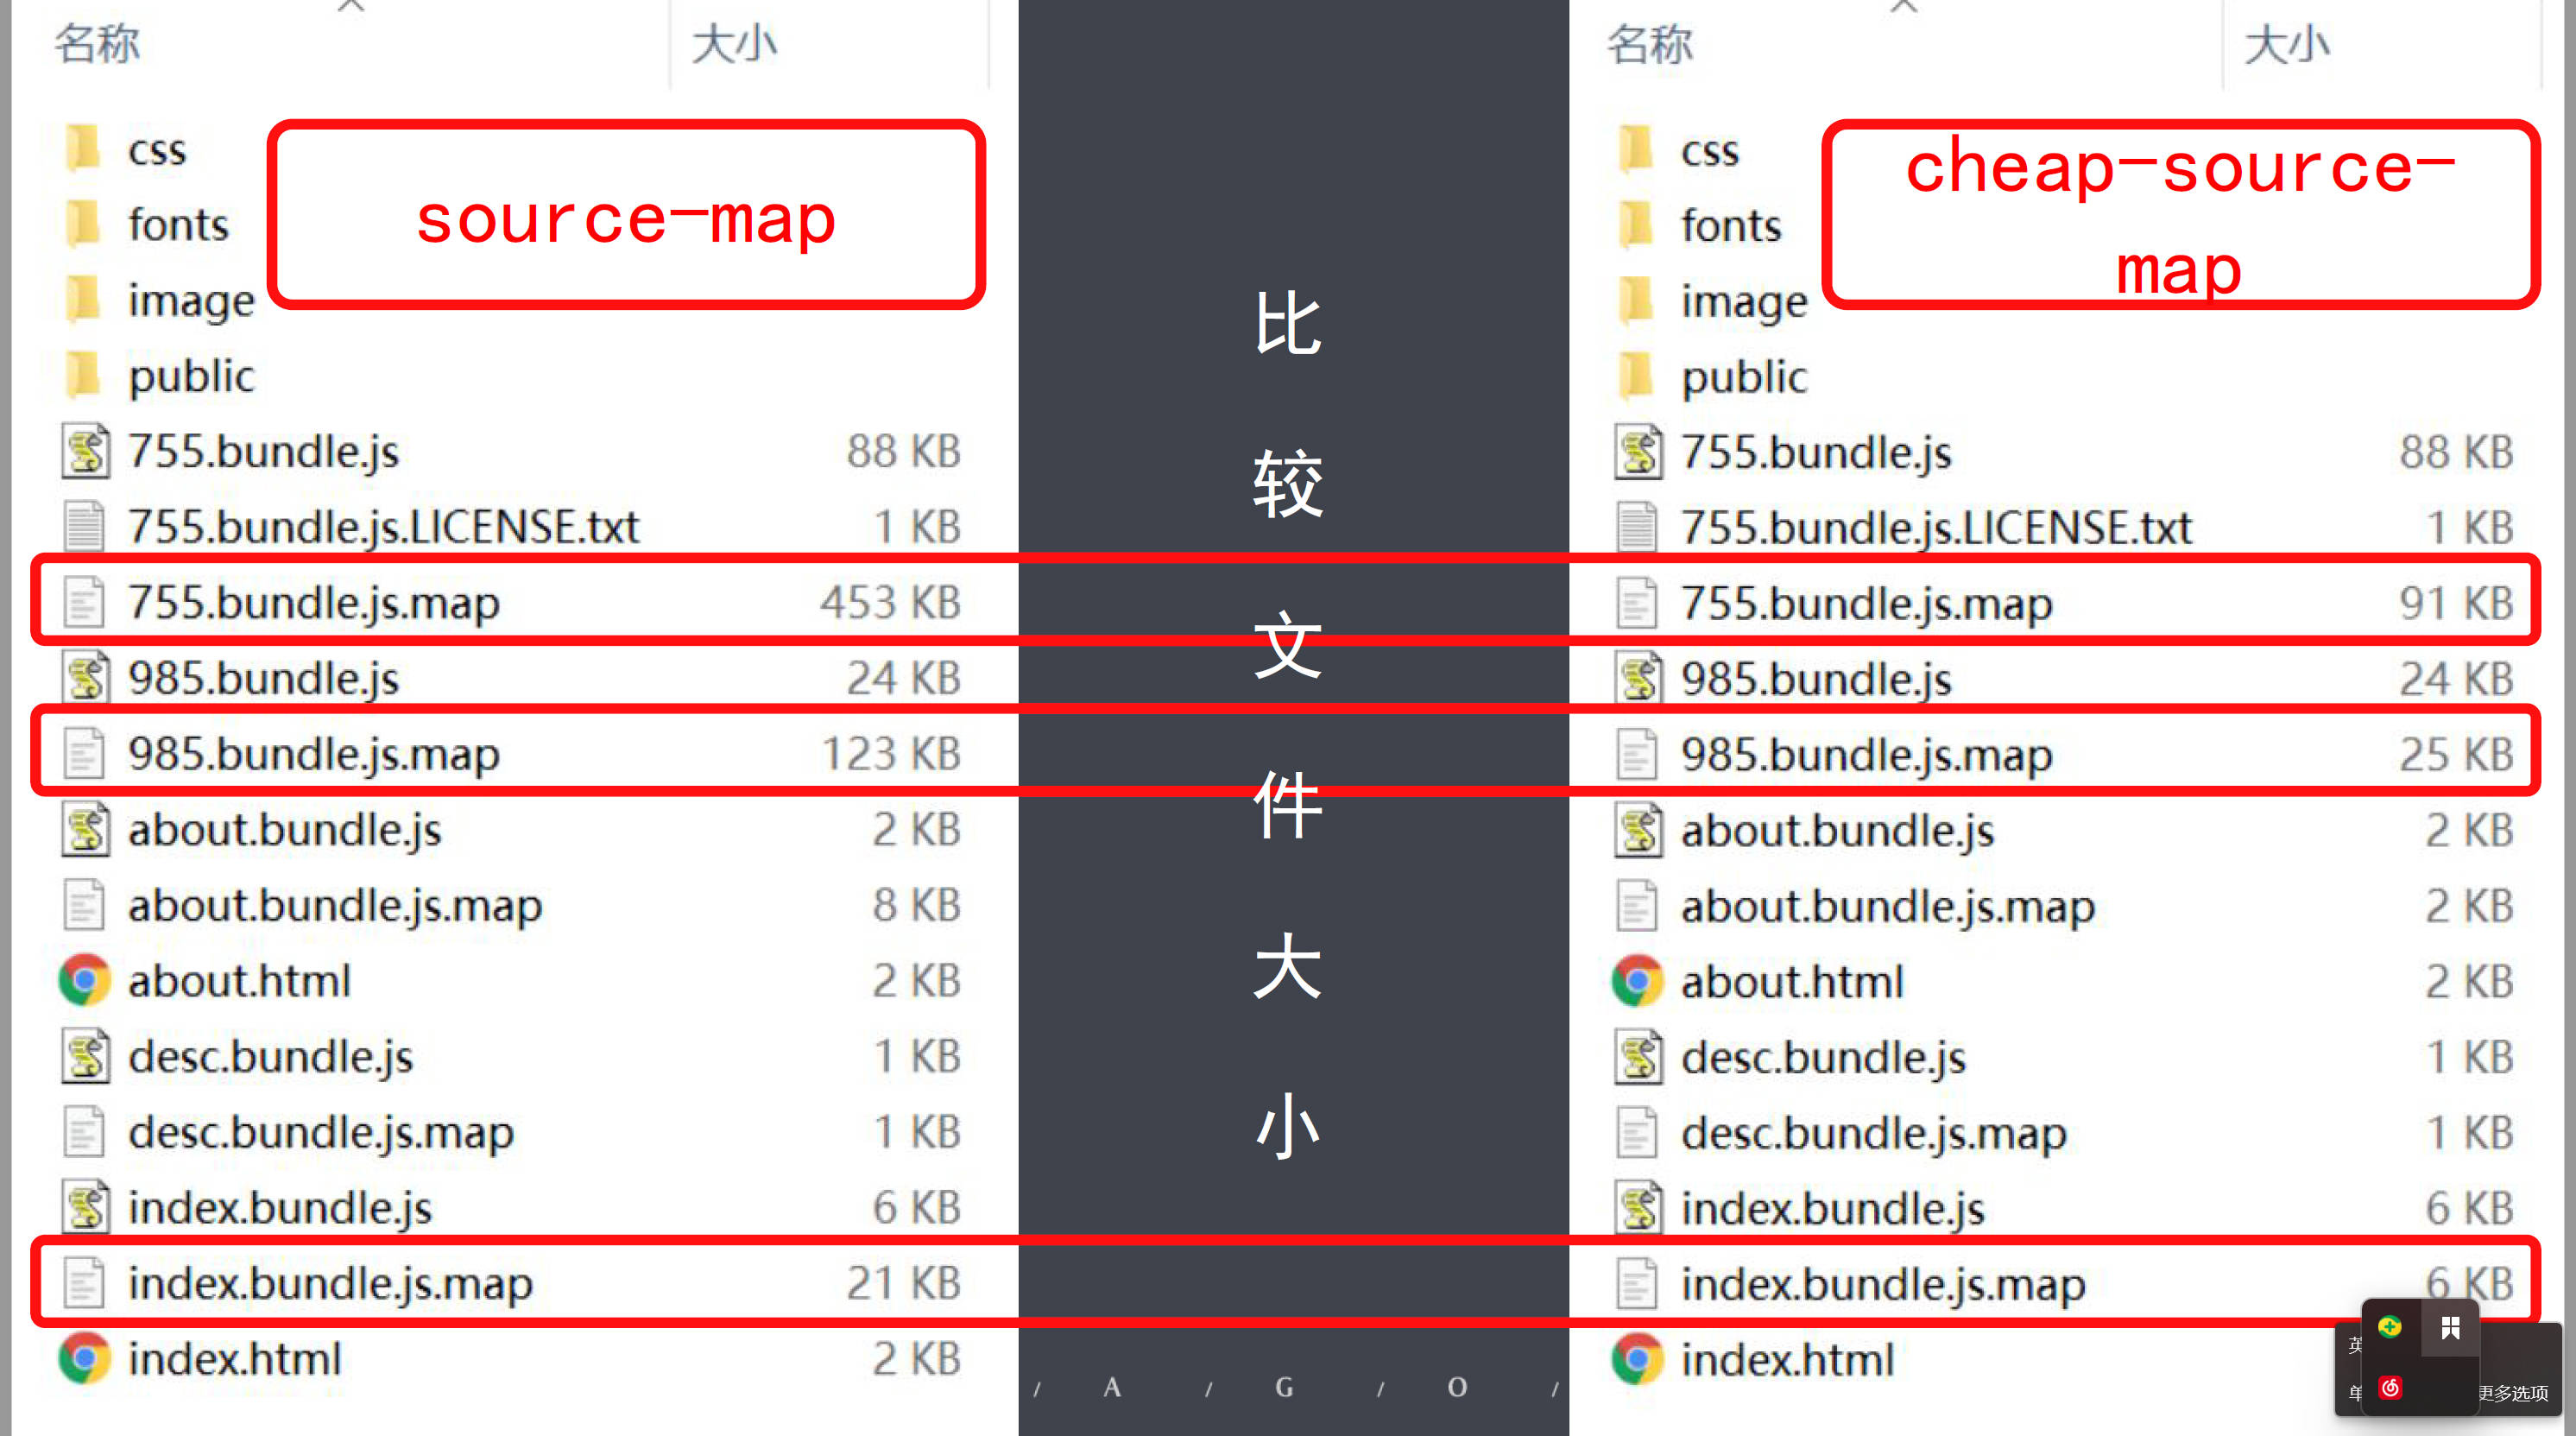 名称 大小
source-map
css
fonts
image
public
755.bundle.js 88 KB
755.bundle.js.LICENSE.txt 1 KB
755.bundle.js.map 453 KB
985.bundle.js 24 KB
985.bundle.js.map 123 KB
about.bundle.js 2 KB
about.bundle.js.map 8 KB
about.html 2 KB
desc.bundle.js 1 KB
desc.bundle.js.map 1 KB
index.bundle.js 6 KB
index.bundle.js.map 21 KB
index.html 2 KB
比
较
文
件
大
小
/ A / G / O /
名称 大小
cheap-source-
map
css
fonts
image
public
755.bundle.js 88 KB
755.bundle.js.LICENSE.txt 1 KB
755.bundle.js.map 91 KB
985.bundle.js 24 KB
985.bundle.js.map 25 KB
about.bundle.js 2 KB
about.bundle.js.map 2 KB
about.html 2 KB
desc.bundle.js 1 KB
desc.bundle.js.map 1 KB
index.bundle.js 6 KB
index.bundle.js.map 6 KB
index.html
更多选项